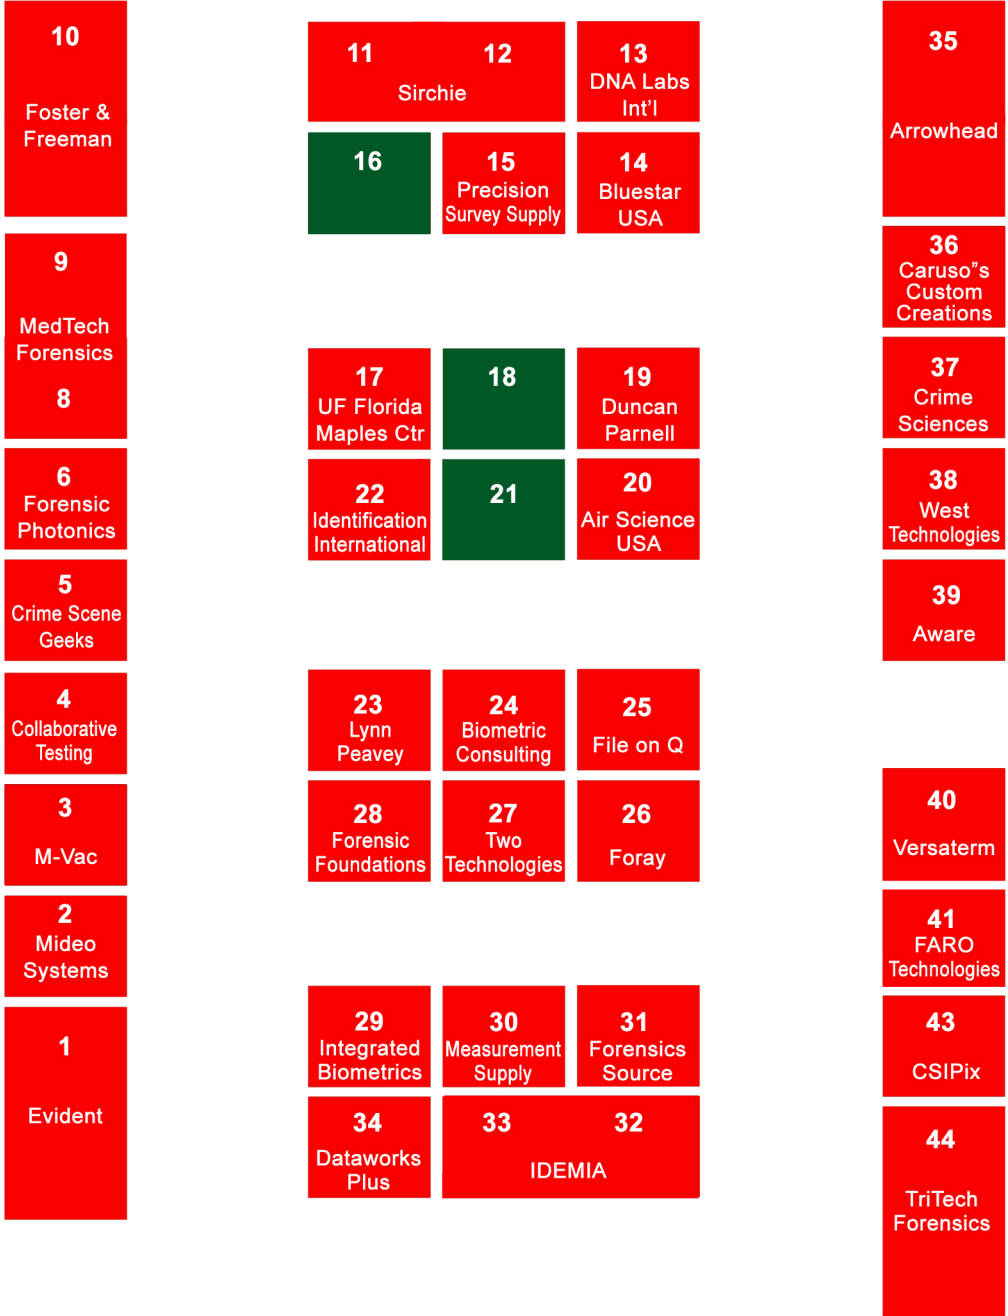 10
Foster &
Freeman
9
MedTech
Forensics
8
6
Forensic
Photonics
5
Crime Scene
Geeks
4
Collaborative
Testing
3
M-Vac
2
Mideo
Systems
1
Evident
11 12
Sirchie
13
DNA Labs
Int'l
16
15
Precision
Survey Supply
14
Bluestar
USA
17
UF Florida
Maples Ctr
18
19
Duncan
Parnell
22
Identification
International
21
20
Air Science
USA
23
Lynn
Peavey
24
Biometric
Consulting
25
File on Q
28
Forensic
Foundations
27
Two
Technologies
26
Foray
29
Integrated
Biometrics
30
Measurement
Supply
31
Forensics
Source
34
Dataworks
Plus
33 32
IDEMIA
35
Arrowhead
36
Caruso”s
Custom
Creations
37
Crime
Sciences
38
West
Technologies
39
Aware
40
Versaterm
41
FARO
Technologies
43
CSIPix
44
TriTech
Forensics